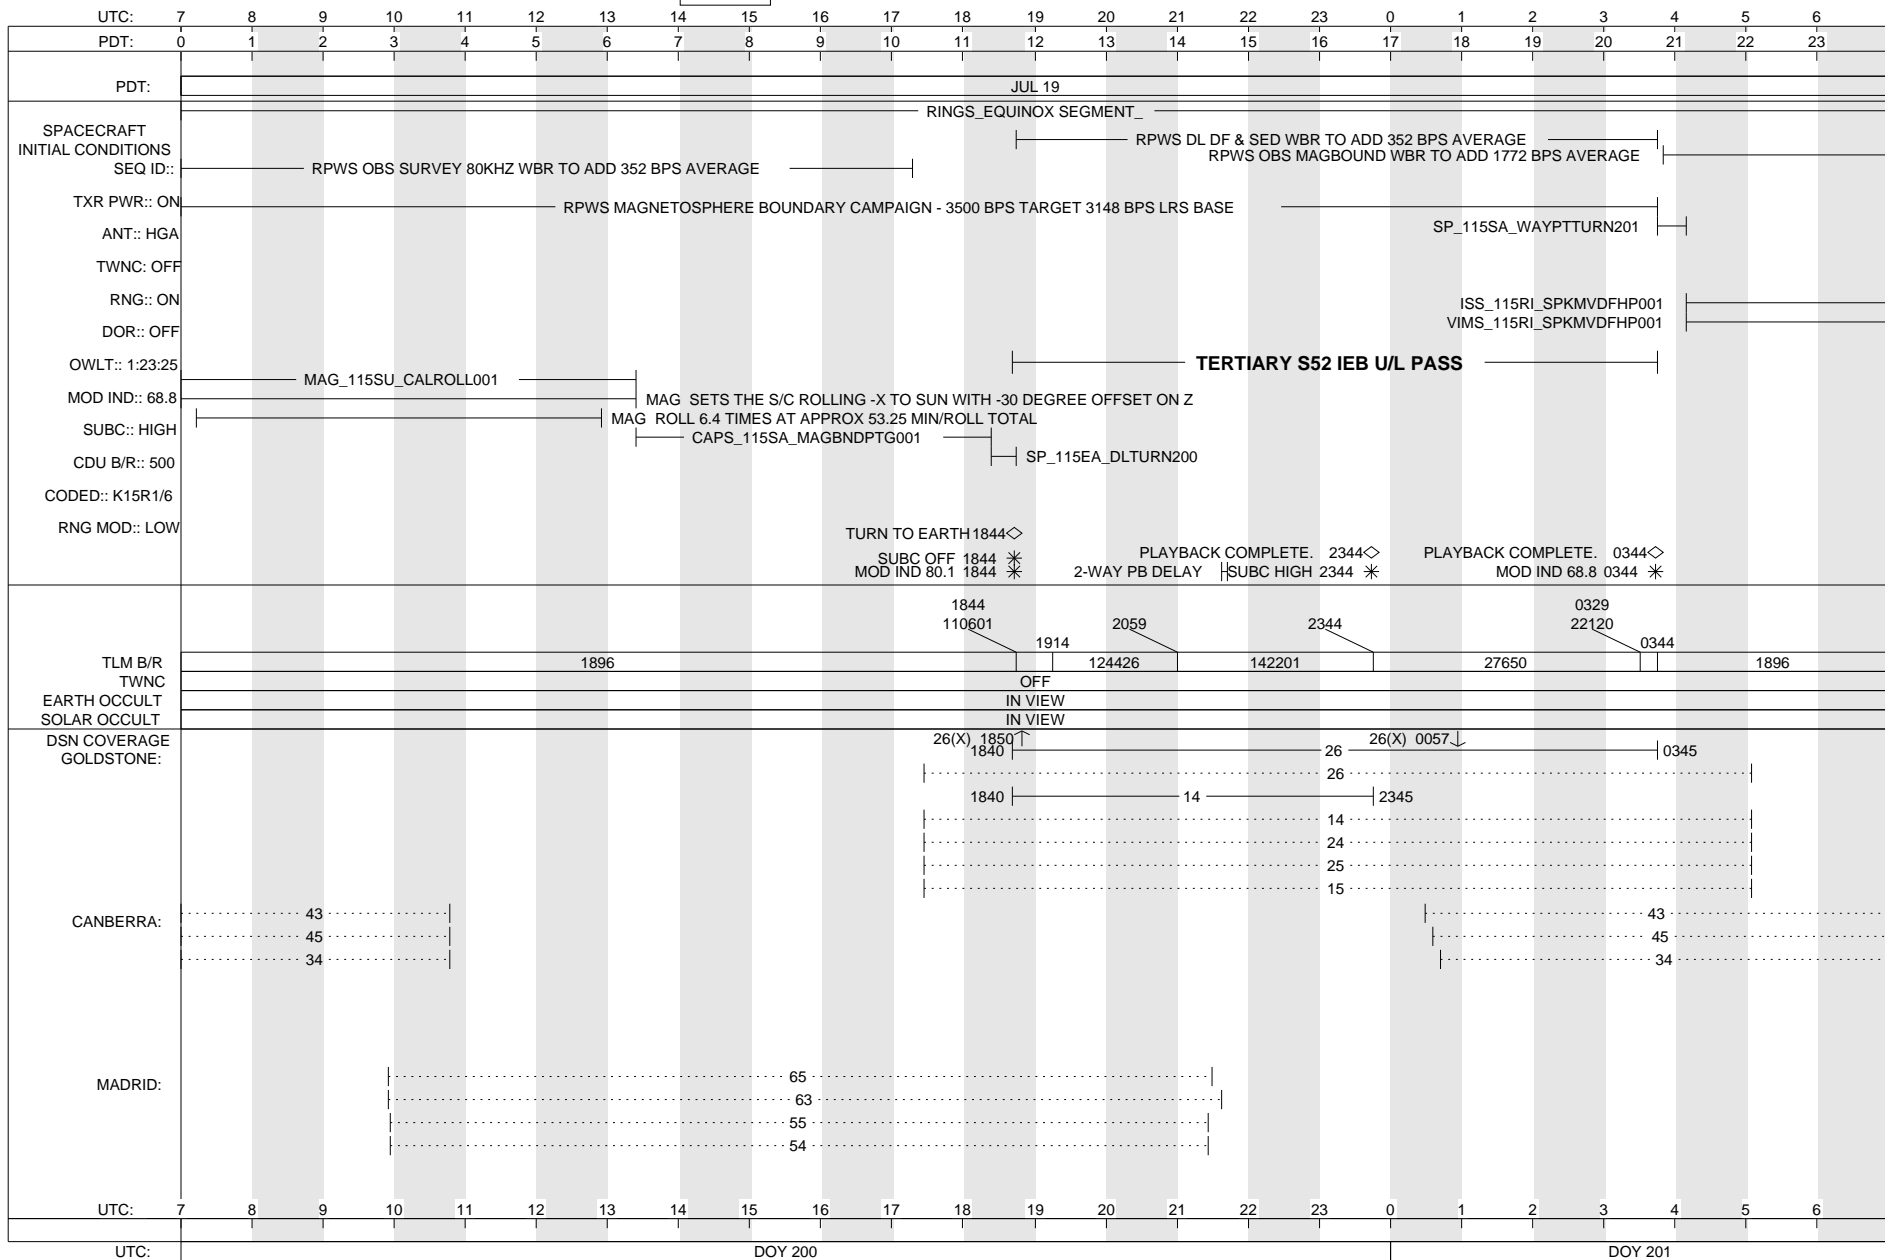 UTC: 7 8 9 10 11 12 13 14 15 16 17 18 19 20 21 22 23 0 1 2 3 4 5 6
PDT: 0 1 2 3 4 5 6 7 8 9 10 11 12 13 14 15 16 17 18 19 20 21 22 23
PDT: JUL 19
RINGS_EQUINOX SEGMENT_
SPACECRAFT
INITIAL CONDITIONS
RPWS DL DF & SED WBR TO ADD 352 BPS AVERAGE
RPWS OBS MAGBOUND WBR TO ADD 1772 BPS AVERAGE
SEQ ID:: RPWS OBS SURVEY 80KHZ WBR TO ADD 352 BPS AVERAGE
TXR PWR:: ON RPWS MAGNETOSPHERE BOUNDARY CAMPAIGN - 3500 BPS TARGET 3148 BPS LRS BASE
SP_115SA_WAYPTTURN201
ANT:: HGA
TWNC: OFF
RNG:: ON ISS_115RI_SPKMVDFHP001
VIMS_115RI_SPKMVDFHP001
DOR:: OFF
OWLT:: 1:23:25 TERTIARY S52 IEB U/L PASS
MAG_115SU_CALROLL001
MOD IND:: 68.8 MAG SETS THE S/C ROLLING -X TO SUN WITH -30 DEGREE OFFSET ON Z
MAG ROLL 6.4 TIMES AT APPROX 53.25 MIN/ROLL TOTAL
SUBC:: HIGH CAPS_115SA_MAGBNDPTG001
SP_115EA_DLTURN200
CDU B/R:: 500
CODED:: K15R1/6
RNG MOD:: LOW
TURN TO EARTH 1844
SUBC OFF 1844 PLAYBACK COMPLETE. 2344 PLAYBACK COMPLETE. 0344
MOD IND 80.1 1844 2-WAY PB DELAY SUBC HIGH 2344 MOD IND 68.8 0344
1844 0329
110601 2059 2344 22120
1914 0344
TLM B/R 1896 124426 142201 27650 1896
TWNC OFF
EARTH OCCULT IN VIEW
SOLAR OCCULT IN VIEW
DSN COVERAGE 26(X) 1850 26(X) 0057
GOLDSTONE: 1840 26 0345
26
1840 14 2345
14
24
25
15
CANBERRA: 43 43
45 45
34 34
MADRID: 65
63
55
54
UTC: 7 8 9 10 11 12 13 14 15 16 17 18 19 20 21 22 23 0 1 2 3 4 5 6
UTC: DOY 200 DOY 201